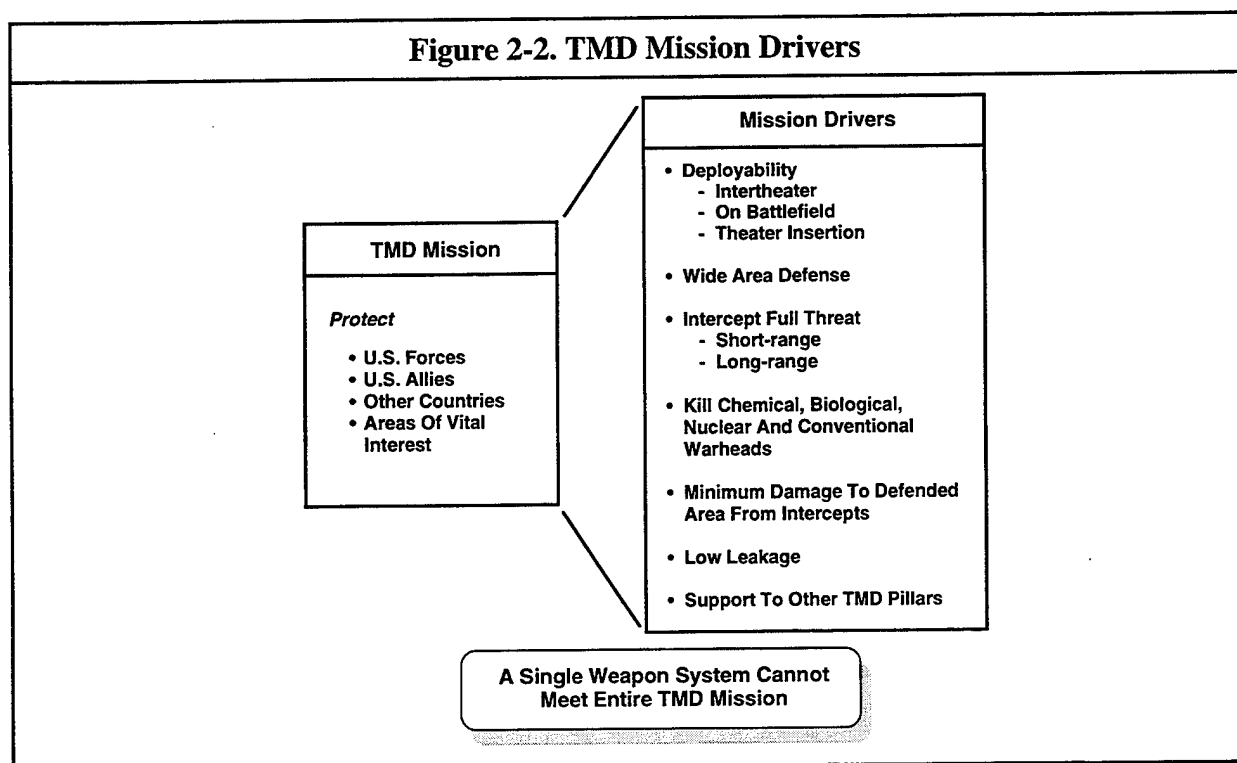 Figure 2-2. TMD Mission Drivers
TMD Mission
Protect
• U.S. Forces
• U.S. Allies
• Other Countries
• Areas Of Vital
Interest
Mission Drivers
• Deployability
- Intertheater
- On Battlefield
- Theater Insertion
• Wide Area Defense
• Intercept Full Threat
- Short-range
- Long-range
• Kill Chemical, Biological,
Nuclear And Conventional
Warheads
• Minimum Damage To Defended
Area From Intercepts
• Low Leakage
• Support To Other TMD Pillars
A Single Weapon System Cannot
Meet Entire TMD Mission